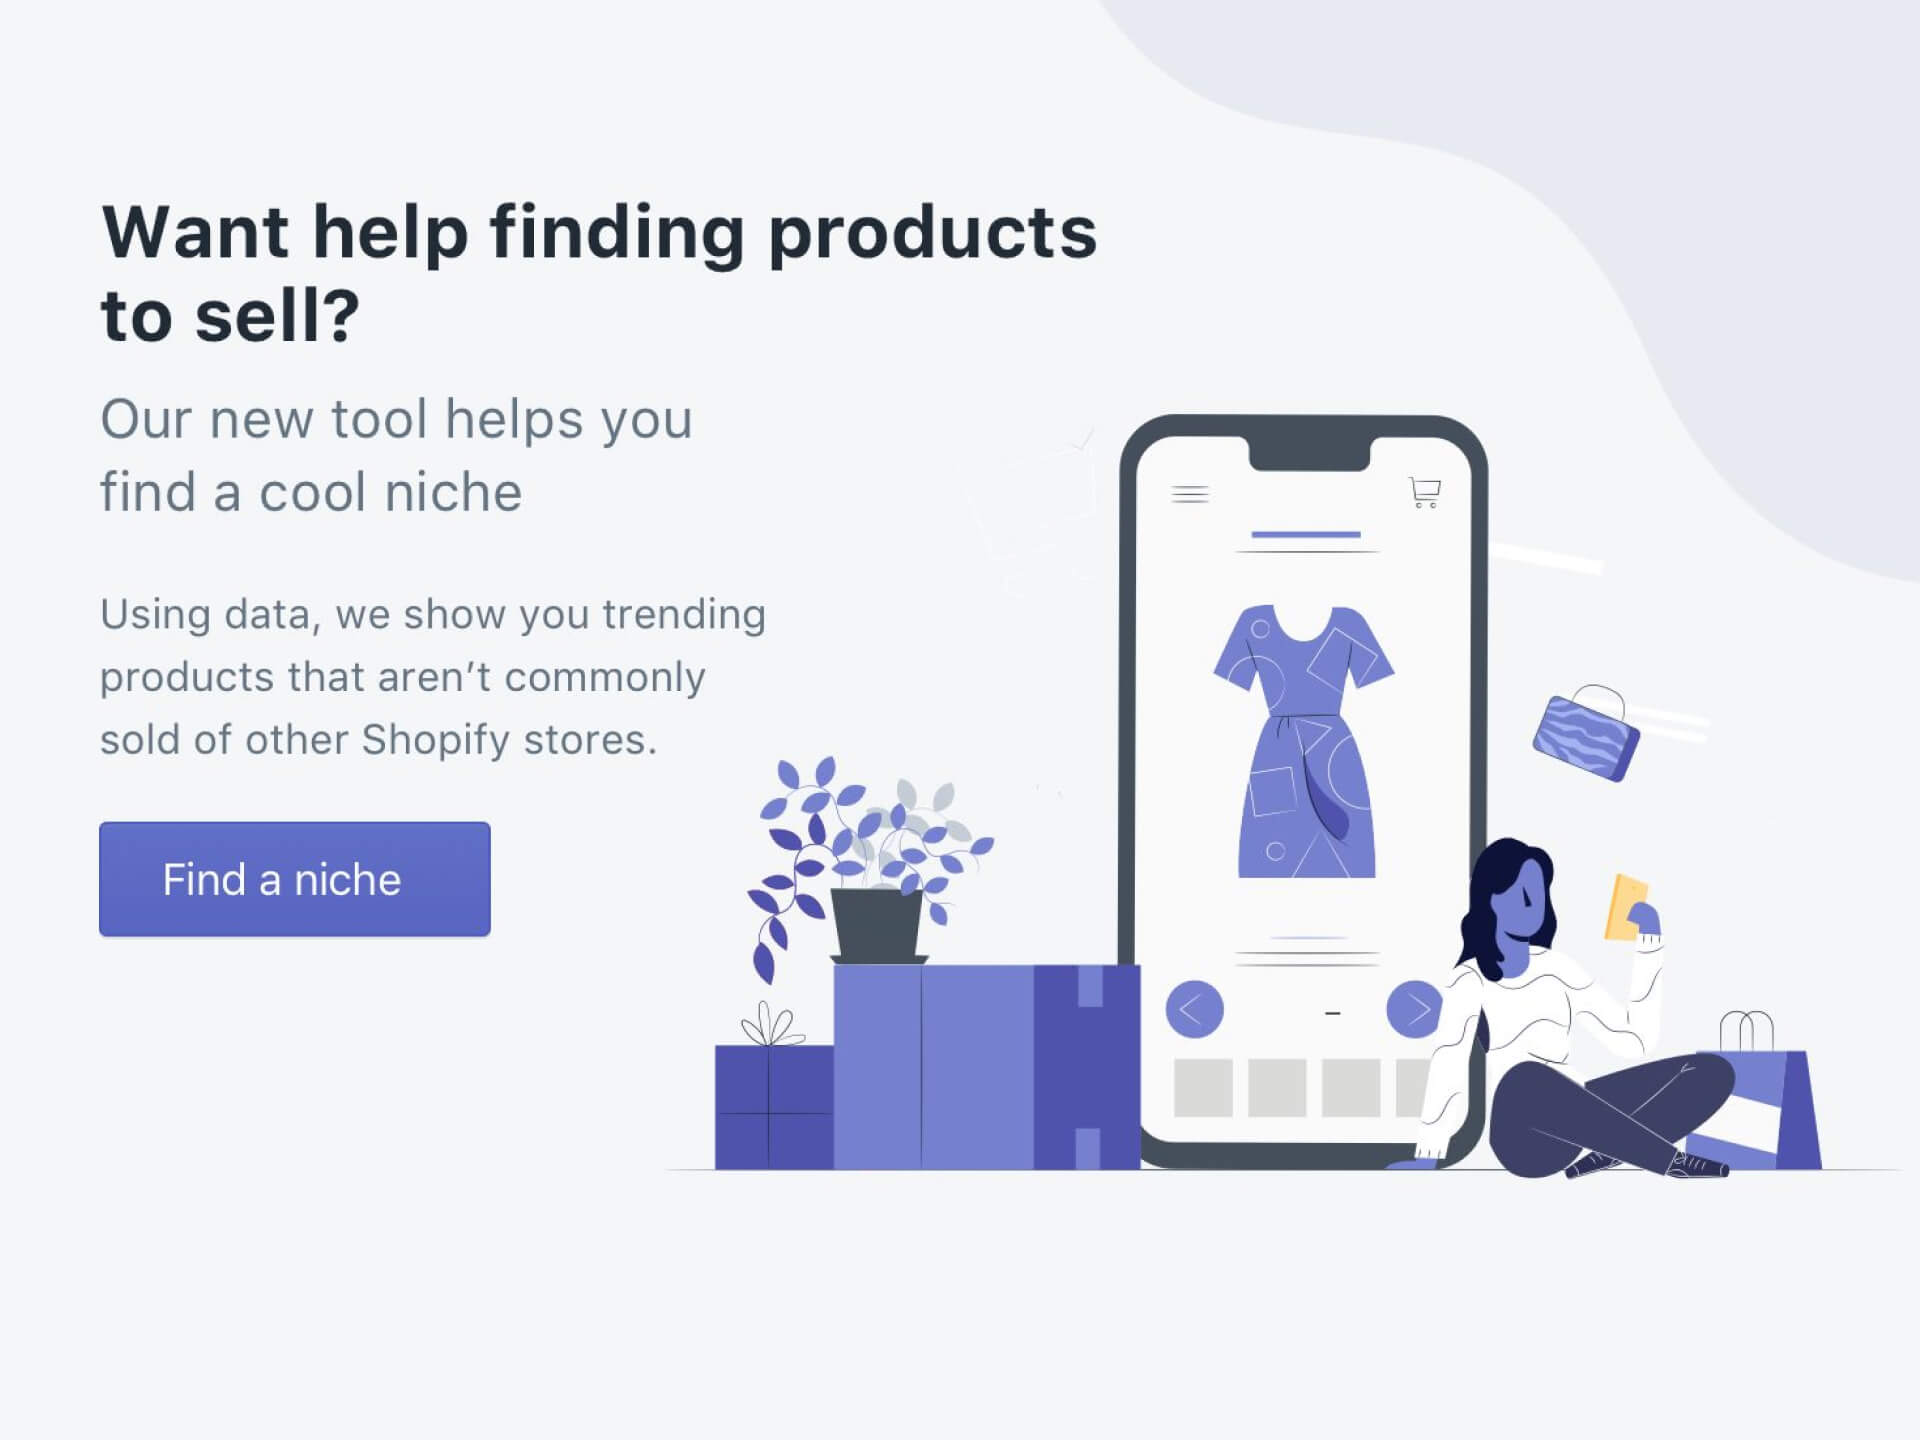 Want help finding products
to sell?
Our new tool helps you
find a cool niche
Using data, we show you trending
products that aren’t commonly
sold of other Shopify stores.
Find a niche